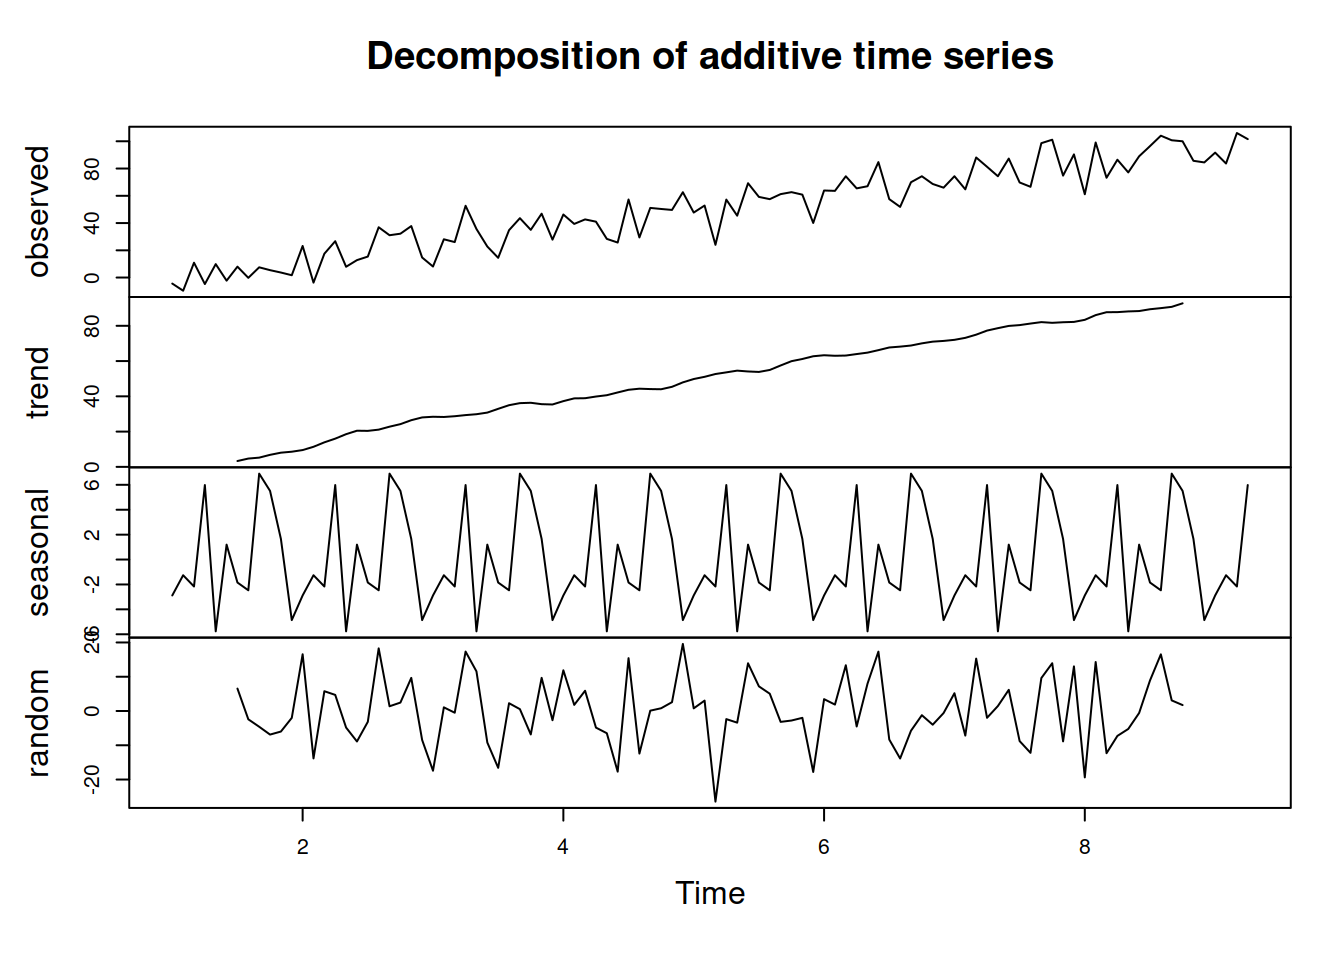 Decomposition of additive time series
observed
0 40 80
trend
0 40 80
seasonal
-6 -2 2 6
random
-20 0 20
2 4 6 8
Time